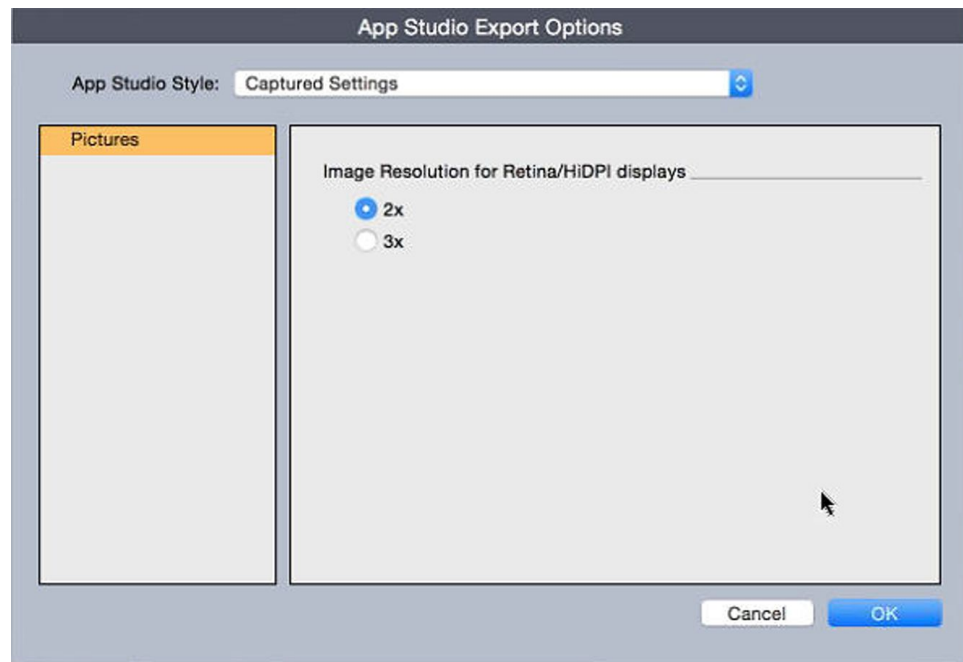 App Studio Export Options
App Studio Style: Captured Settings
Pictures
Image Resolution for Retina/HiDPI displays
2x
3x
Cancel OK